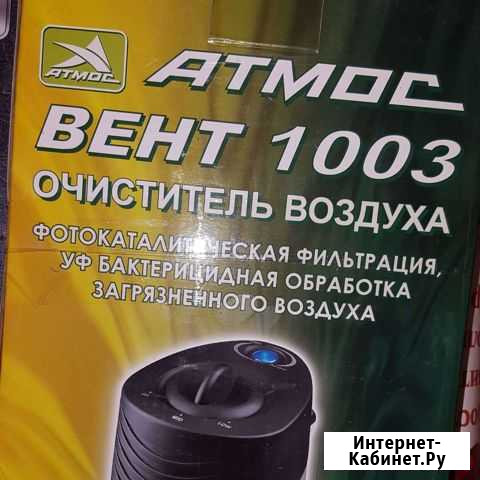 АТМОС
АТМОС
ВЕНТ 1003
ОЧИСТИТЕЛЬ ВОЗДУХА
ФОТОКАТАЛИТИЧЕСКАЯ ФИЛЬТРАЦИЯ,
УФ БАКТЕРИЦИДНАЯ ОБРАБОТКА
ЗАГРЯЗНЕННОГО ВОЗДУХА
Интернет-
Кабинет.Ру